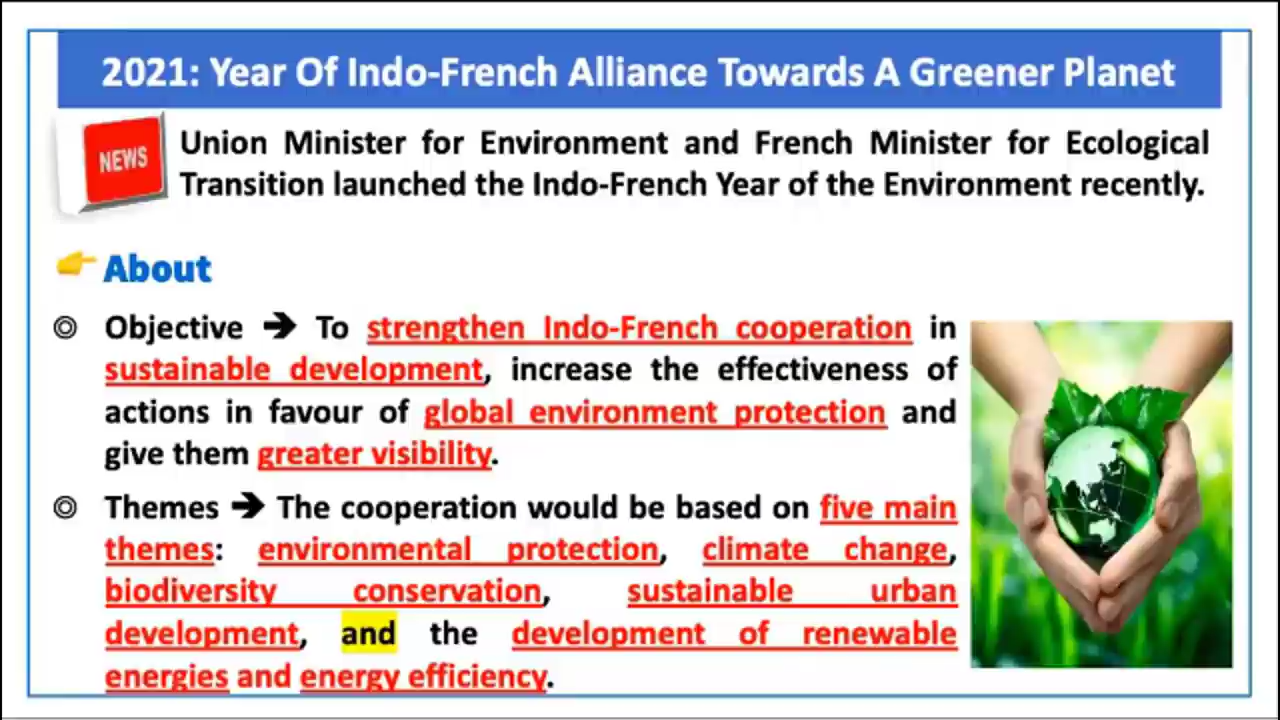 2021: Year Of Indo-French Alliance Towards A Greener Planet
NEWS
Union Minister for Environment and French Minister for Ecological
Transition launched the Indo-French Year of the Environment recently.
👉 About
◎ Objective ➔ To strengthen Indo-French cooperation in
sustainable development, increase the effectiveness of
actions in favour of global environment protection and
give them greater visibility.
◎ Themes ➔ The cooperation would be based on five main
themes: environmental protection, climate change,
biodiversity conservation, sustainable urban
development, and the development of renewable
energies and energy efficiency.